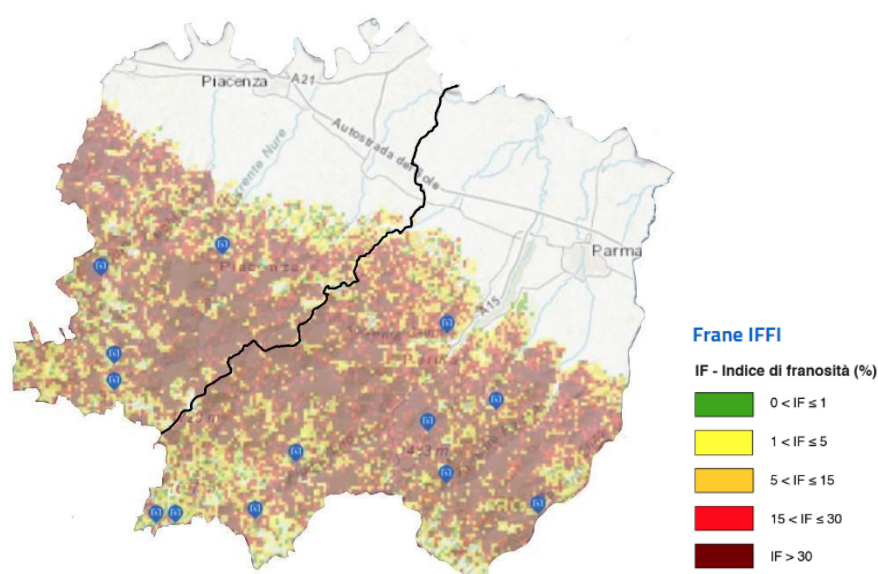 Piacenza
A21
Torrente Nure
Autostrada del Sole
Parma
Piacenza
A15
Frane IFFI
IF - Indice di franosità (%)
0 < IF ≤ 1
1 < IF ≤ 5
5 < IF ≤ 15
15 < IF ≤ 30
IF > 30